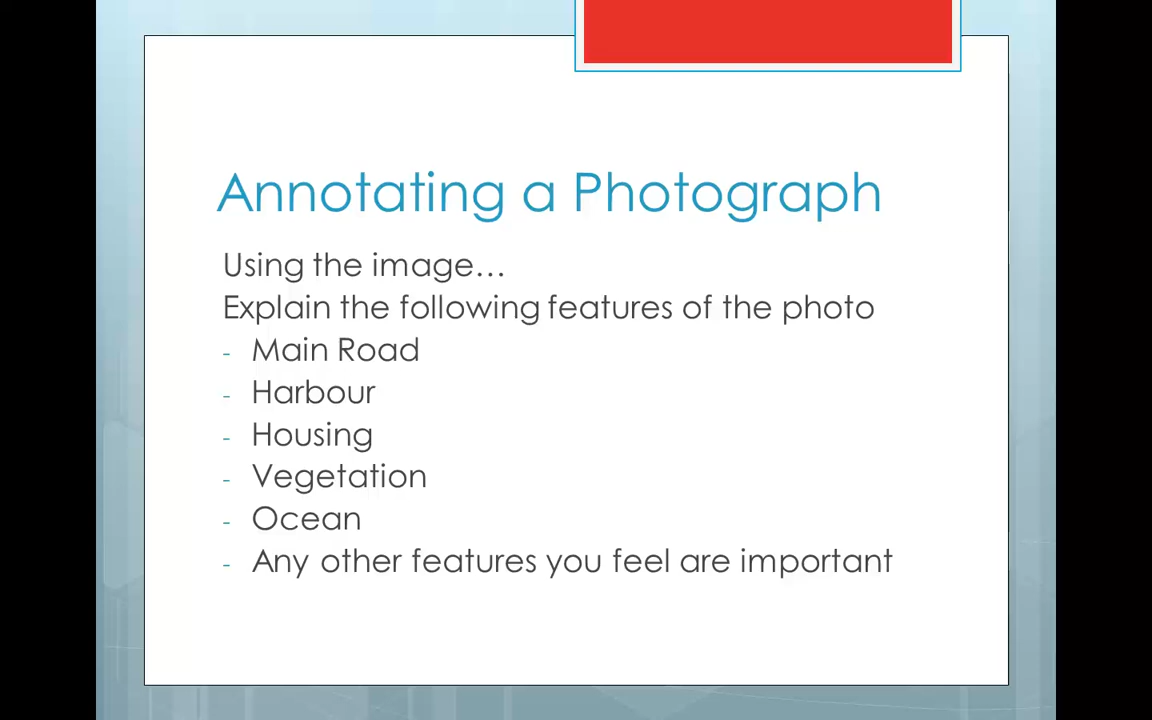 Annotating a Photograph
Using the image…
Explain the following features of the photo
- Main Road
- Harbour
- Housing
- Vegetation
- Ocean
- Any other features you feel are important